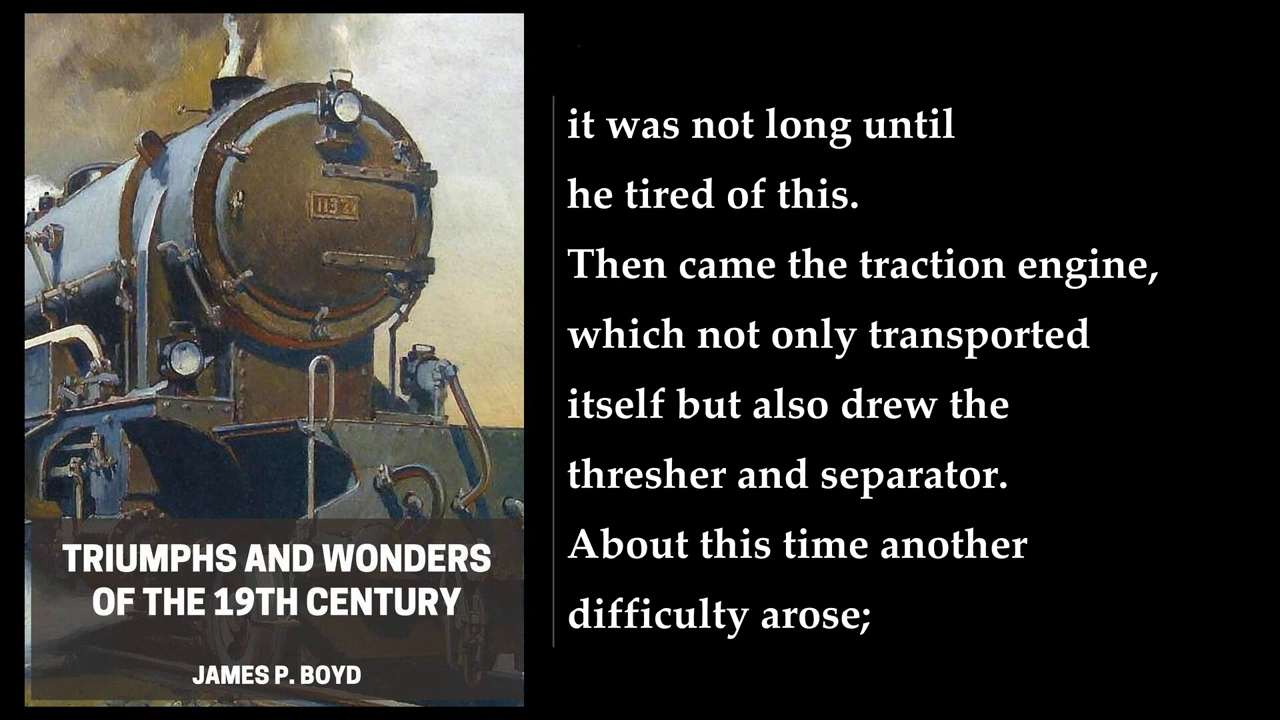 it was not long until
he tired of this.
Then came the traction engine,
which not only transported
itself but also drew the
thresher and separator.
About this time another
difficulty arose;
TRIUMPHS AND WONDERS
OF THE 19TH CENTURY
JAMES P. BOYD